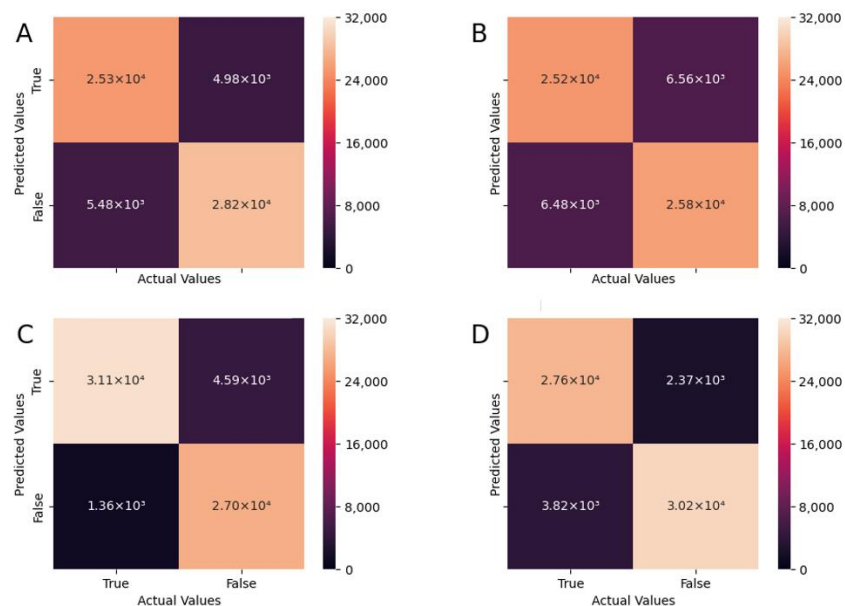 A
32,000
24,000
16,000
8,000
0
Predicted Values
True
False
2.53×10⁴
4.98×10³
5.48×10³
2.82×10⁴
Actual Values
B
32,000
24,000
16,000
8,000
0
Predicted Values
2.52×10⁴
6.56×10³
6.48×10³
2.58×10⁴
Actual Values
C
32,000
24,000
16,000
8,000
0
Predicted Values
True
False
3.11×10⁴
4.59×10³
1.36×10³
2.70×10⁴
True
False
Actual Values
D
32,000
24,000
16,000
8,000
0
Predicted Values
2.76×10⁴
2.37×10³
3.82×10³
3.02×10⁴
True
False
Actual Values